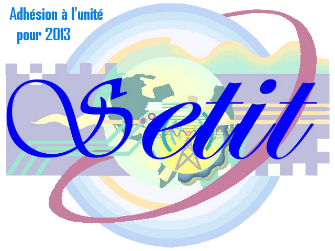 Adhésion à l'unité
pour 2013
Setit